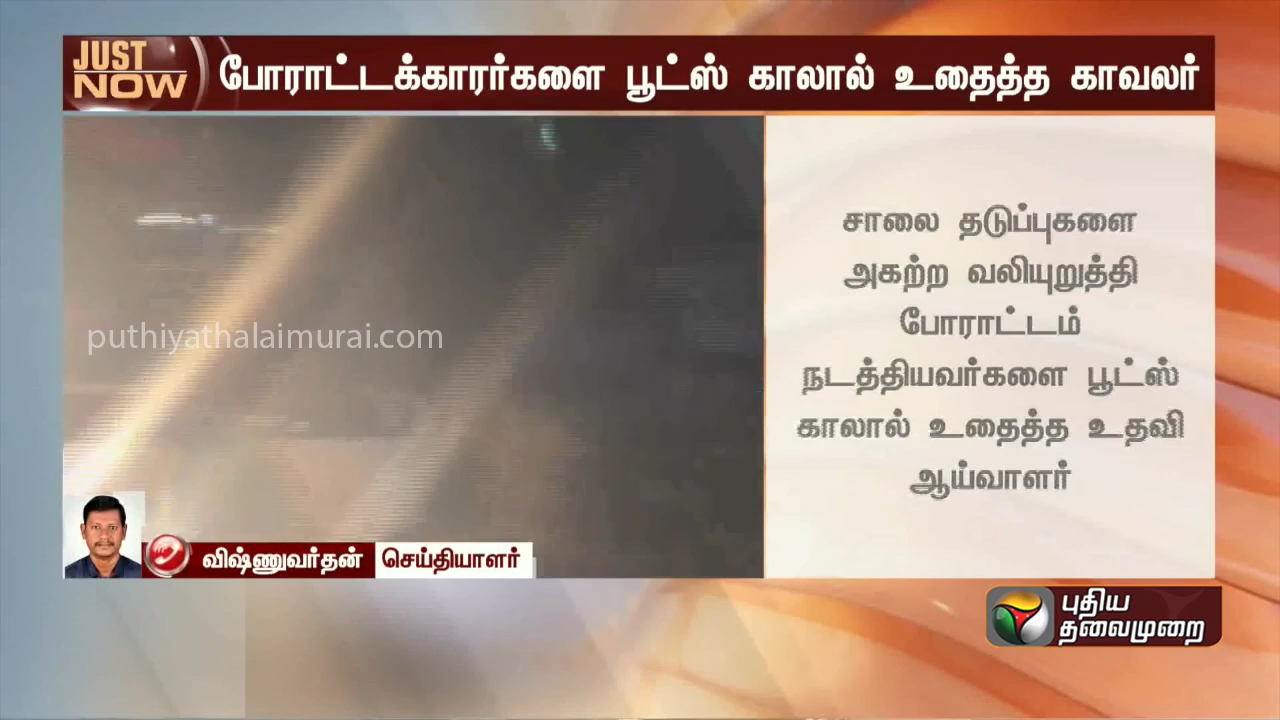 JUST
NOW
போராட்டக்காரர்களை பூட்ஸ் காலால் உதைத்த காவலர்
சாலை தடுப்புகளை
அகற்ற வலியுறுத்தி
போராட்டம்
நடத்தியவர்களை பூட்ஸ்
காலால் உதைத்த உதவி
ஆய்வாளர்
puthiyathalaimurai.com
விஷ்ணுவர்தன் செய்தியாளர்
புதிய
தலைமுறை